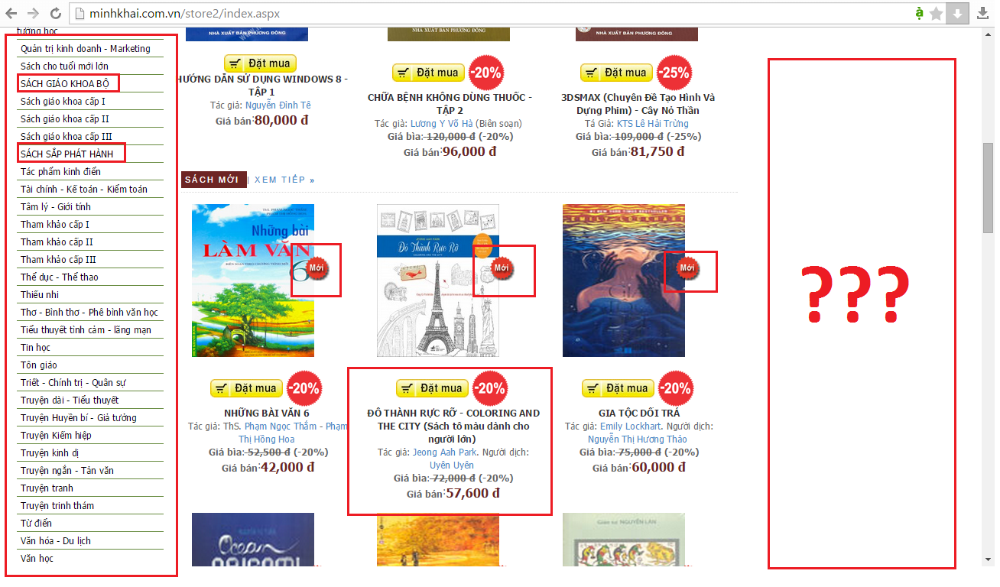 minhkhai.com.vn/store2/index.aspx
tưởng học
Quản trị kinh doanh - Marketing
Sách cho tuổi mới lớn
SÁCH GIÁO KHOA BỘ
Sách giáo khoa cấp I
Sách giáo khoa cấp II
Sách giáo khoa cấp III
SÁCH SẮP PHÁT HÀNH
Tác phẩm kinh điển
Tài chính - Kế toán - Kiểm toán
Tâm lý - Giới tính
Tham khảo cấp I
Tham khảo cấp II
Tham khảo cấp III
Thể dục - Thể thao
Thiếu nhi
Thơ - Bình thơ - Phê bình văn học
Tiểu thuyết tình cảm - lãng mạn
Tin học
Tôn giáo
Triết - Chính trị - Quân sự
Truyện dài - Tiểu thuyết
Truyện Huyền bí - Giả tưởng
Truyện Kiếm hiệp
Truyện kinh dị
Truyện ngắn - Tản văn
Truyện tranh
Truyện trinh thám
Từ điển
Văn hóa - Du lịch
Văn học
NHÀ XUẤT BẢN PHƯƠNG ĐÔNG
Đặt mua
HƯỚNG DẪN SỬ DỤNG WINDOWS 8 -
TẬP 1
Tác giả: Nguyễn Đình Tê
Giá bán:80,000 đ
NHÀ XUẤT BẢN PHƯƠNG ĐÔNG
Đặt mua -20%
CHỮA BỆNH KHÔNG DÙNG THUỐC -
TẬP 2
Tác giả: Lương Y Võ Hà (Biên soạn)
Giá bìa: 120,000 đ (-20%)
Giá bán:96,000 đ
NHÀ XUẤT BẢN PHƯƠNG ĐÔNG
Đặt mua -25%
3DSMAX (Chuyên Đề Tạo Hình Và
Dựng Phim) - Cây Nỏ Thần
Tá Giả: KTS Lê Hải Trừng
Giá bìa: 109,000 đ (-25%)
Giá bán:81,750 đ
SÁCH MỚI | XEM TIẾP »
Những bài
LÀM VĂN
6
Mới
Đặt mua -20%
NHỮNG BÀI VĂN 6
Tác giả: ThS. Phạm Ngọc Thắm - Phạm
Thị Hồng Hoa
Giá bìa: 52,500 đ (-20%)
Giá bán:42,000 đ
Đô Thành Rực Rỡ
Mới
Đặt mua -20%
ĐÔ THÀNH RỰC RỠ - COLORING AND
THE CITY (Sách tô màu dành cho
người lớn)
Tác giả: Jeong Aah Park. Người dịch:
Uyên Uyên
Giá bìa: 72,000 đ (-20%)
Giá bán:57,600 đ
EMILY LOCKHART
Mới
Đặt mua -20%
GIA TỘC DỐI TRÁ
Tác giả: Emily Lockhart. Người dịch:
Nguyễn Thị Hương Thảo
Giá bìa: 75,000 đ (-20%)
Giá bán:60,000 đ
Ocean
ORIGAMI
Giáo sư NGUYỄN LÂN
???